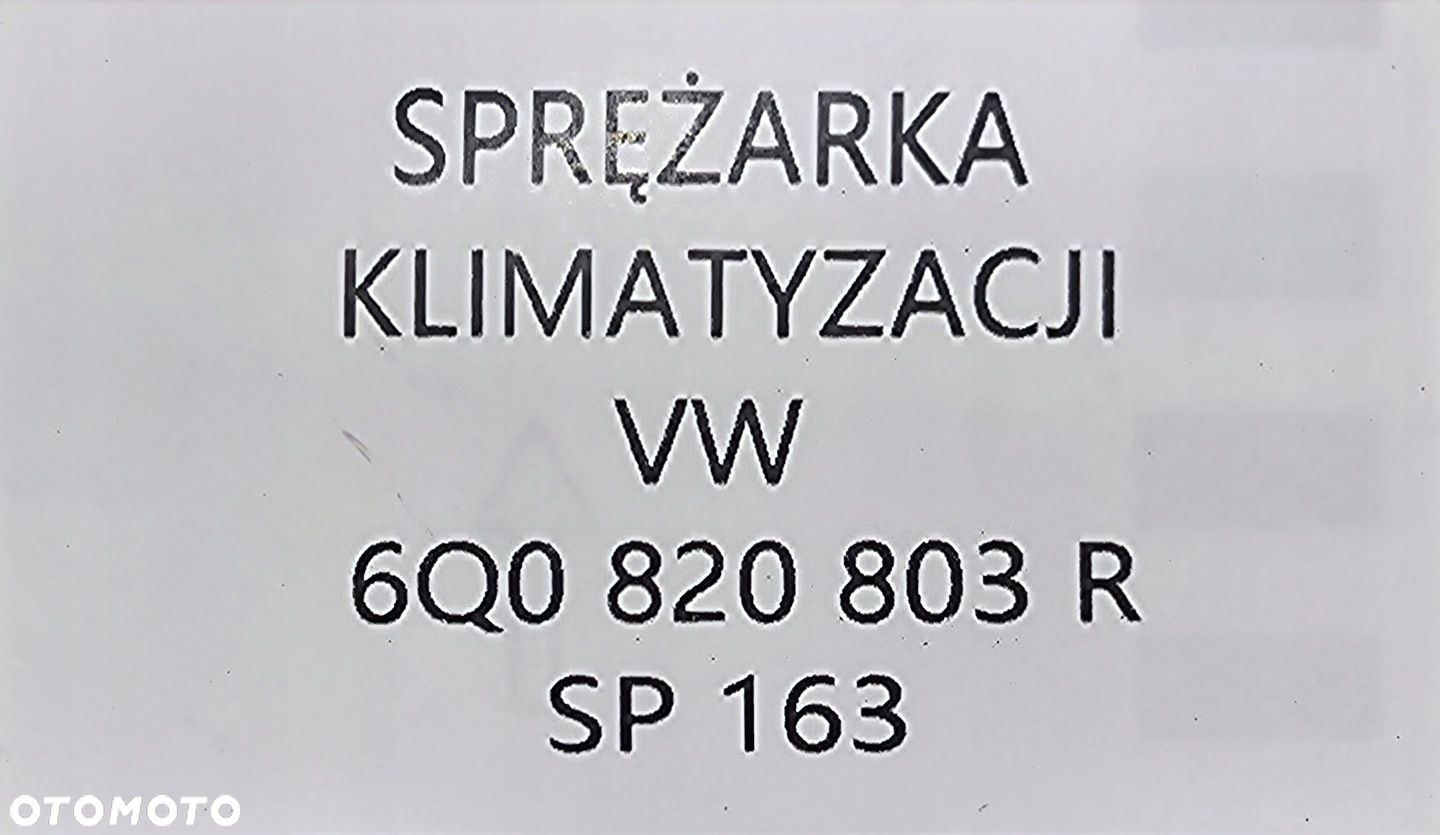 SPRĘŻARKA
KLIMATYZACJI
VW
6Q0 820 803 R
SP 163
OTOMOTO